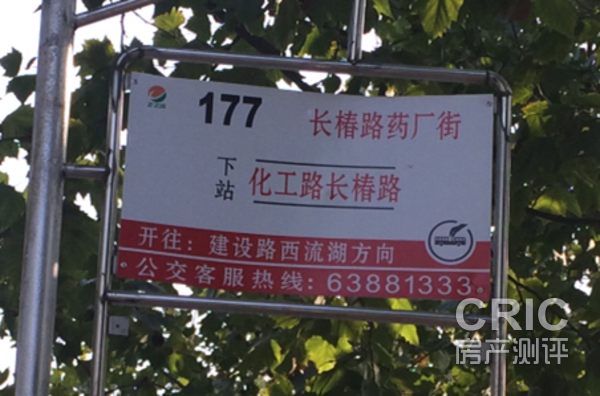 177 长椿路药厂街
下站 化工路长椿路
开往：建设路西流湖方向
公交客服热线：63881333
CRIC
房产测评